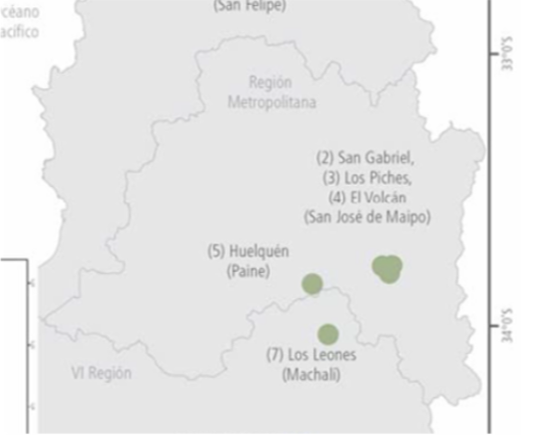 (San Felipe)
céano
acífico
33°0'S
Región
Metropolitana
(2) San Gabriel,
(3) Los Piches,
(4) El Volcán
(San José de Maipo)
(5) Huelquén
(Paine)
34°0'S
(7) Los Leones
(Machalí)
VI Región